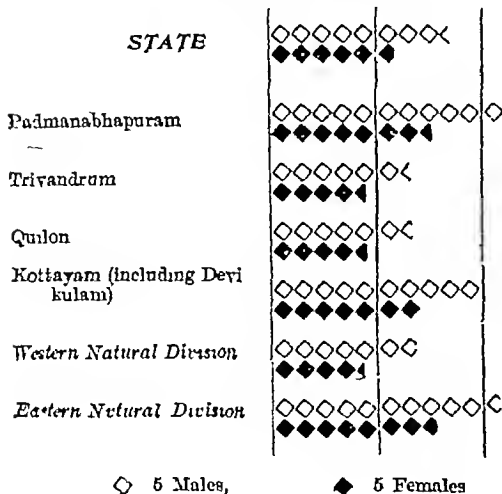 STATE
Padmanabhapuram
Trivandrum
Quilon
Kottayam (including Devi
kulam)
Western Natural Division
Eastern Natural Division
◇ 5 Males, ◆ 5 Females